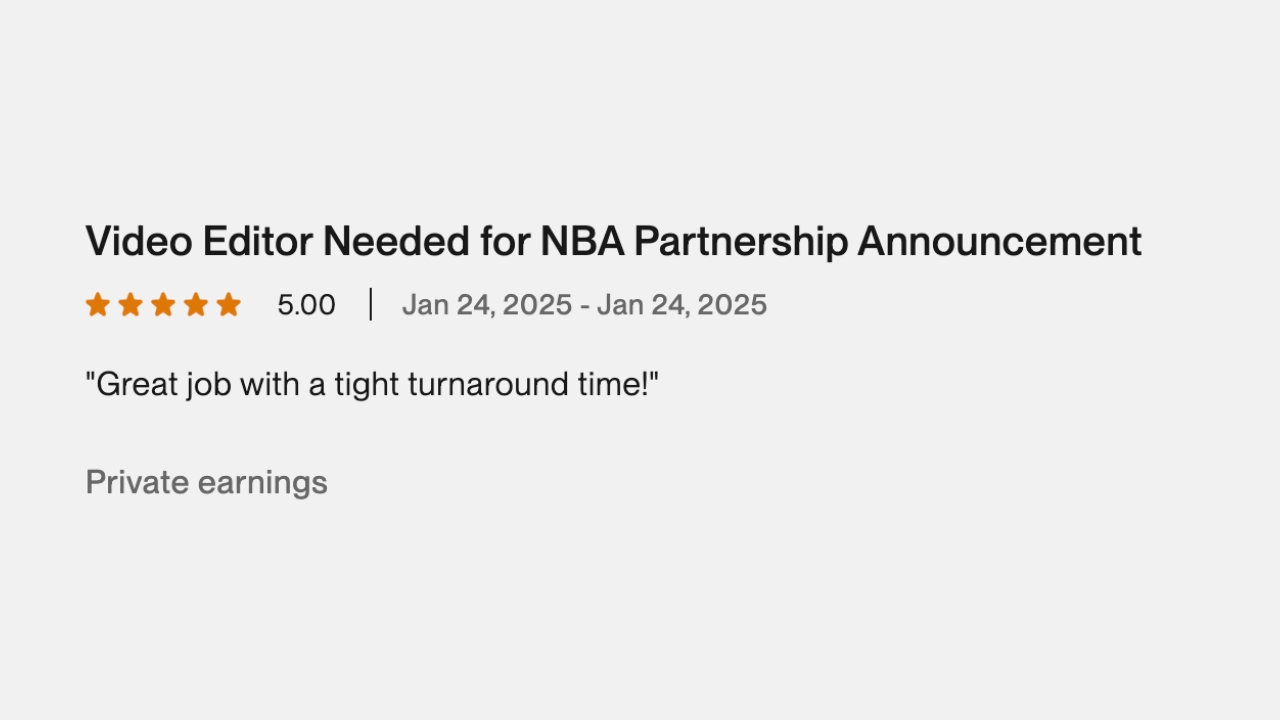 Video Editor Needed for NBA Partnership Announcement
5.00 | Jan 24, 2025 - Jan 24, 2025
"Great job with a tight turnaround time!"
Private earnings